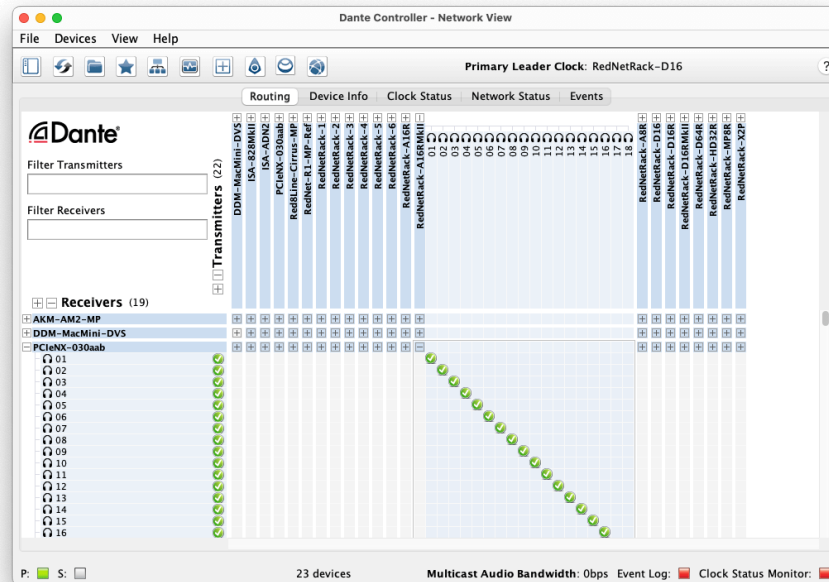 Dante Controller - Network View
File Devices View Help
Primary Leader Clock: RedNetRack-D16
?
Routing Device Info Clock Status Network Status Events
Dante®
Filter Transmitters
Filter Receivers
Transmitters (22)
DDM-MacMini-DVS
ISA-828MkII
ISA-ADN2
PCIeNX-030aab
Red8Line-Cirrus-MP
RedNet-R1-MP-Ref
RedNetRack-1
RedNetRack-2
RedNetRack-3
RedNetRack-4
RedNetRack-5
RedNetRack-6
RedNetRack-A16R
RedNetRack-A16RMkII
01
02
03
04
05
06
07
08
09
10
11
12
13
14
15
16
17
18
RedNetRack-A8R
RedNetRack-D16
RedNetRack-D16R
RedNetRack-D16RMkII
RedNetRack-D64R
RedNetRack-HD32R
RedNetRack-MP8R
RedNetRack-X2P
Receivers (19)
AKM-AM2-MP
DDM-MacMini-DVS
PCIeNX-030aab
01
02
03
04
05
06
07
08
09
10
11
12
13
14
15
16
P: S: 23 devices Multicast Audio Bandwidth: 0bps Event Log: Clock Status Monitor: